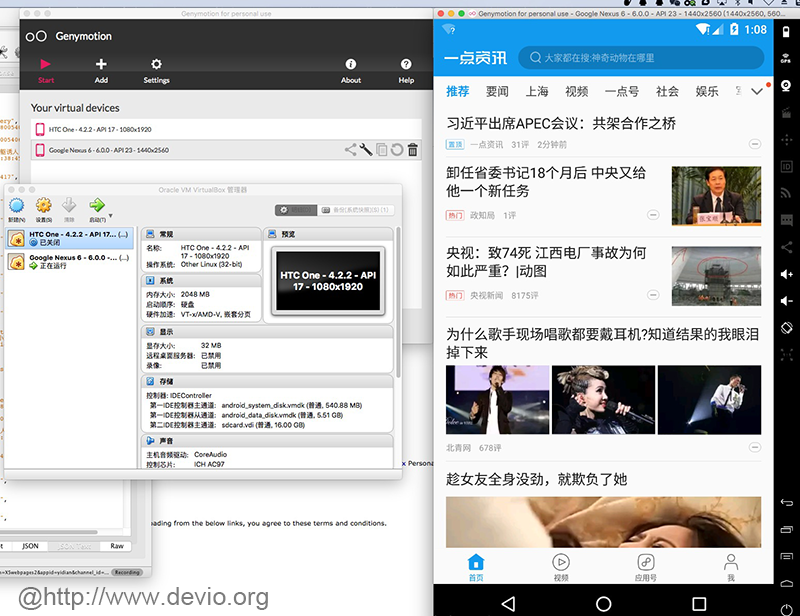 Genymotion for personal use
Genymotion
Start
Add
Settings
About
Help
Your virtual devices
HTC One - 4.2.2 - API 17 - 1080x1920
Google Nexus 6 - 6.0.0 - API 23 - 1440x2560
Oracle VM VirtualBox 管理器
新建(N)
设置(S)
清除
启动(T)
备份[系统快照](S) (1)
HTC One - 4.2.2 - API 17... (...)
已关闭
Google Nexus 6 - 6.0.0 -... (...)
正在运行
常规
名称: HTC One - 4.2.2 - API
17 - 1080x1920
操作系统: Other Linux (32-bit)
系统
内存大小: 2048 MB
启动顺序: 硬盘
硬件加速: VT-x/AMD-V, 嵌套分页
预览
HTC One - 4.2.2 - API
17 - 1080x1920
显示
显存大小: 32 MB
远程桌面服务器: 已禁用
录像: 已禁用
存储
控制器: IDEController
第一IDE控制器主通道: android_system_disk.vmdk (普通, 540.88 MB)
第一IDE控制器从通道: android_data_disk.vmdk (普通, 5.51 GB)
第二IDE控制器主通道: sdcard.vdi (普通, 16.00 GB)
声音
主机音频驱动: CoreAudio
控制芯片: ICH AC97
x Persona
ading from the below links, you agree to these terms and conditions.
JSON
JSON Text
Raw
=XSwebpages2&appid=yidian&channel_id=...
Recording
@http://www.devio.org
Genymotion for personal use - Google Nexus 6 - 6.0.0 - API 23 - 1440x2560 (1440x2560, 560...
1:08
一点资讯
大家都在搜:神奇动物在哪里
推荐 要闻 上海 视频 一点号 社会 娱乐
习近平出席APEC会议：共架合作之桥
置顶 一点资讯 31评 2分钟前
卸任省委书记18个月后 中央又给
他一个新任务
热门 政知局 1评
央视：致74死 江西电厂事故为何
如此严重？|动图
热门 央视新闻 8175评
为什么歌手现场唱歌都要戴耳机?知道结果的我眼泪
掉下来
北青网 678评
趁女友全身没劲，就欺负了她
首页
视频
应用号
我
GPS
ID